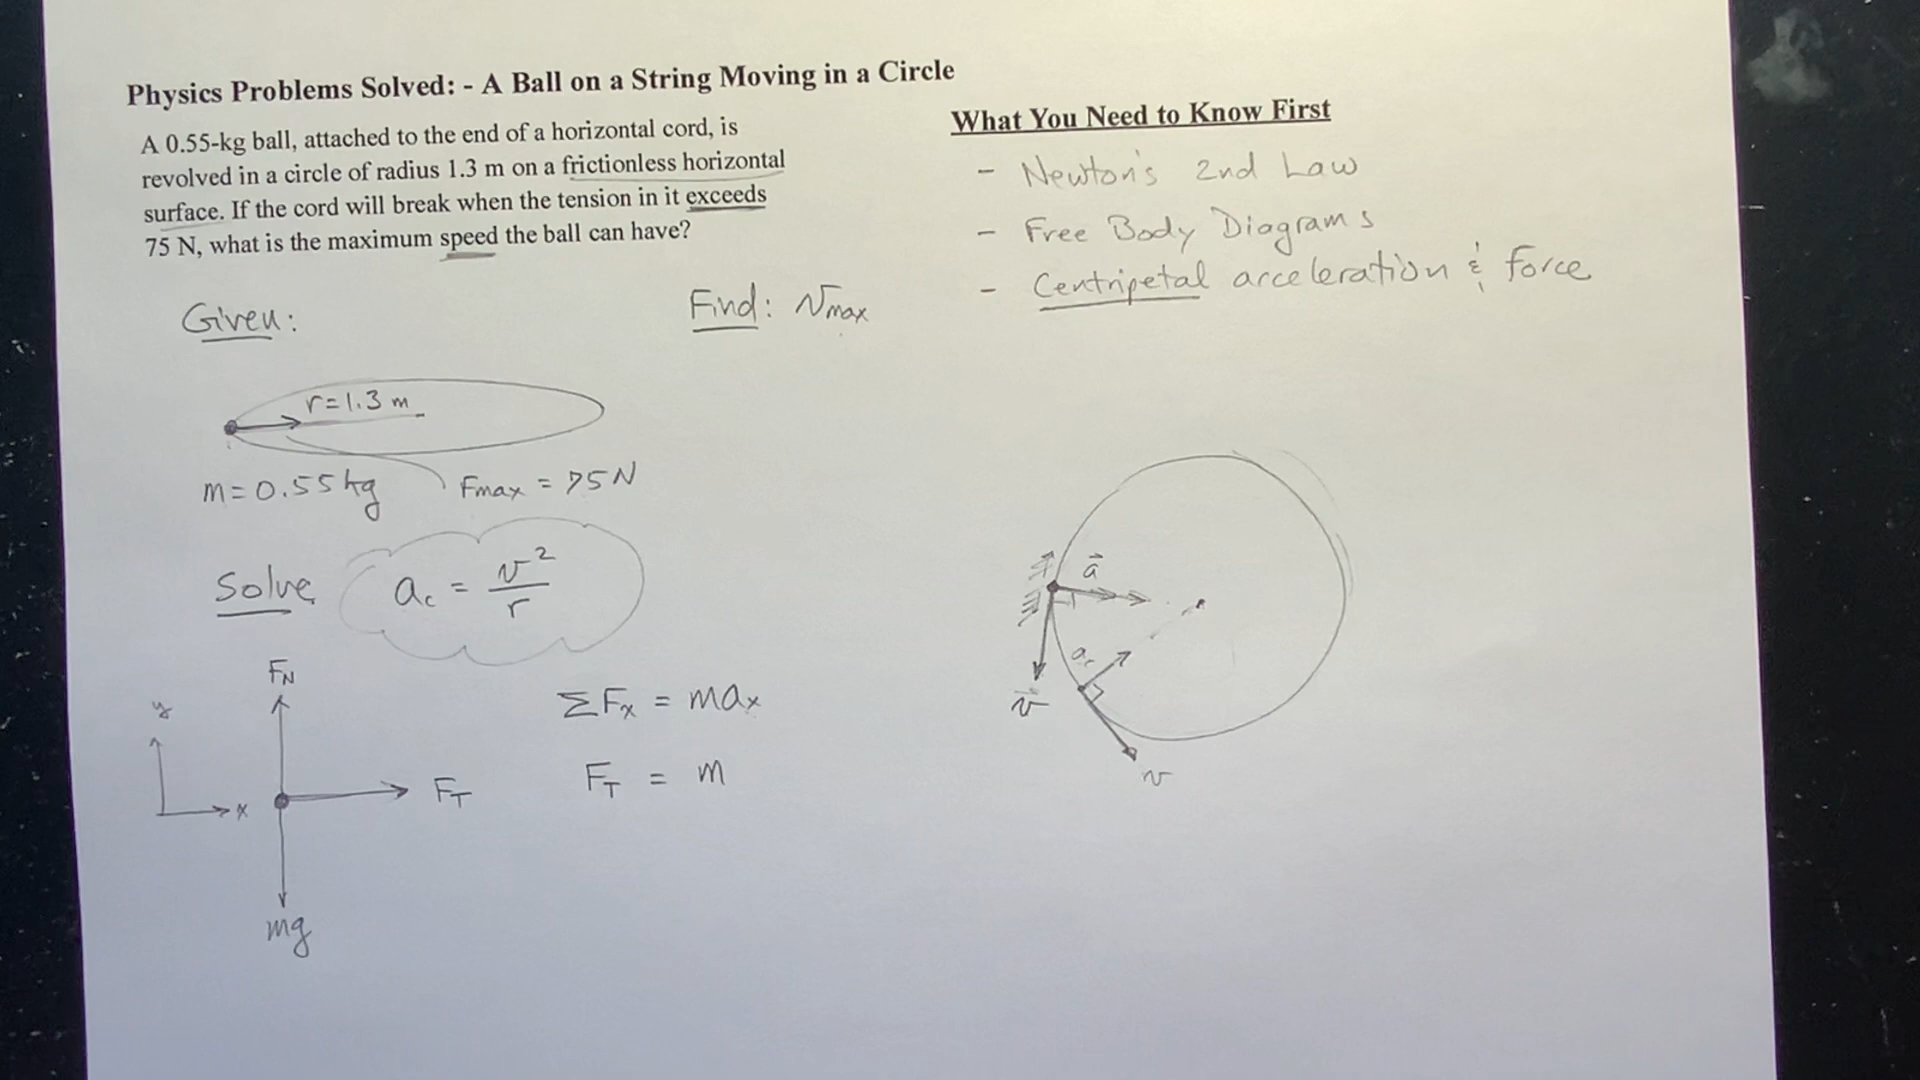 Physics Problems Solved: - A Ball on a String Moving in a Circle
A 0.55-kg ball, attached to the end of a horizontal cord, is
revolved in a circle of radius 1.3 m on a frictionless horizontal
surface. If the cord will break when the tension in it exceeds
75 N, what is the maximum speed the ball can have?
What You Need to Know First
- Newton's 2nd Law
- Free Body Diagrams
- Centripetal acceleration & force
Given:
Find: vmax
r = 1.3 m
m = 0.55 kg
Fmax = 75 N
Solve
ac = v²/r
FN
y
x
FT
mg
ΣFx = max
FT = m
a
v
ac
v